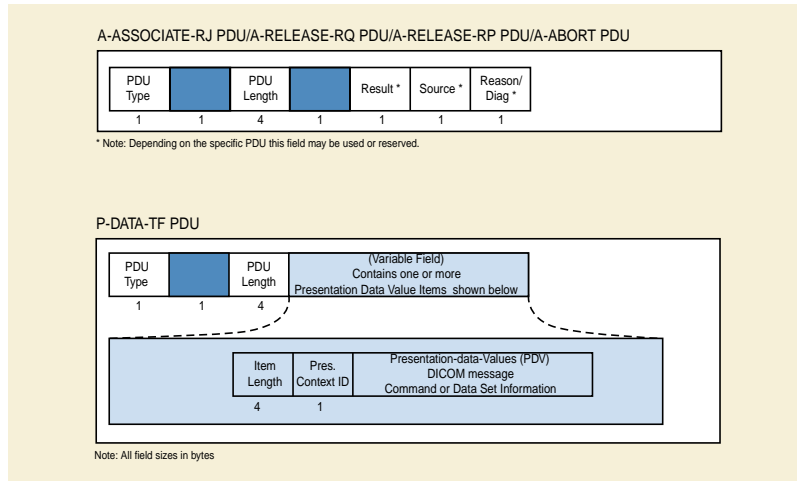 A-ASSOCIATE-RJ PDU/A-RELEASE-RQ PDU/A-RELEASE-RP PDU/A-ABORT PDU
PDU
Type
PDU
Length
Result *
Source *
Reason/
Diag *
1 1 4 1 1 1 1
* Note: Depending on the specific PDU this field may be used or reserved.
P-DATA-TF PDU
PDU
Type
PDU
Length
(Variable Field)
Contains one or more
Presentation Data Value Items shown below
1 1 4
Item
Length
Pres.
Context ID
Presentation-data-Values (PDV)
DICOM message
Command or Data Set Information
4 1
Note: All field sizes in bytes